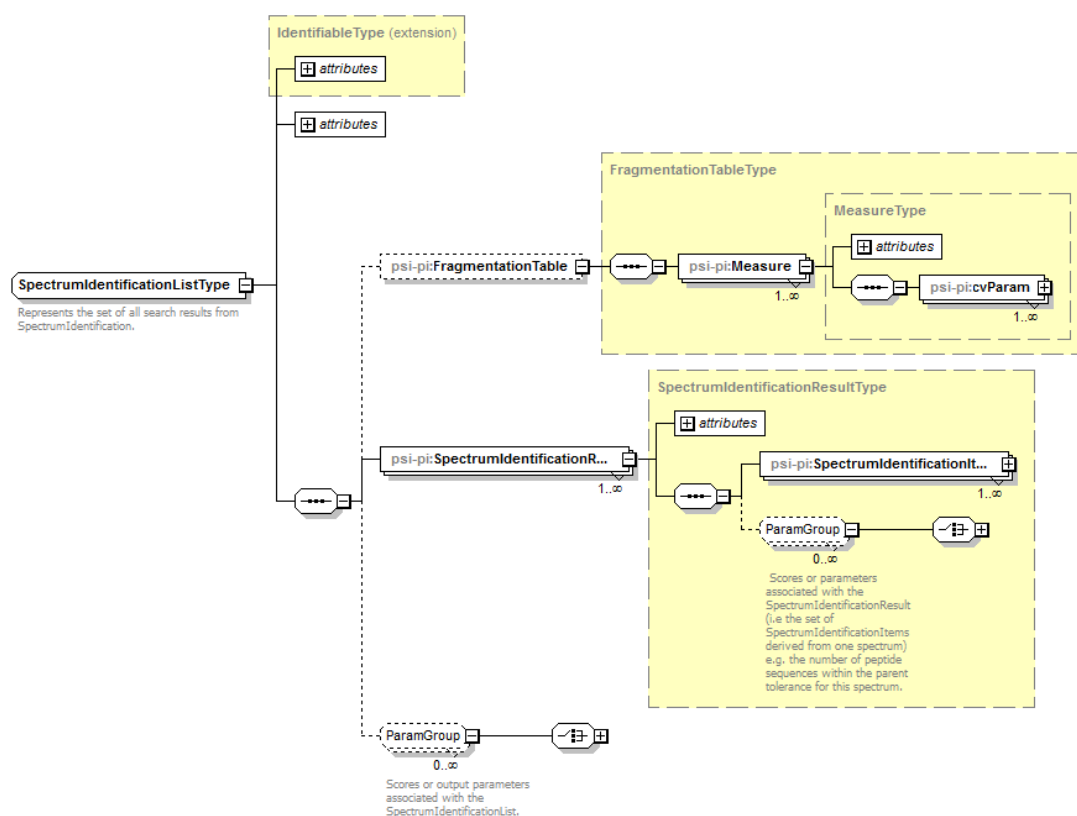 IdentifiableType (extension)
attributes
attributes
FragmentationTableType
MeasureType
attributes
psi-pi:FragmentationTable
psi-pi:Measure
1..∞
psi-pi:cvParam
1..∞
SpectrumIdentificationListType
Represents the set of all search results from
SpectrumIdentification.
SpectrumIdentificationResultType
attributes
psi-pi:SpectrumIdentificationR...
1..∞
psi-pi:SpectrumIdentificationIt...
1..∞
ParamGroup
0..∞
Scores or parameters
associated with the
SpectrumIdentificationResult
(i.e the set of
SpectrumIdentificationItems
derived from one spectrum)
e.g. the number of peptide
sequences within the parent
tolerance for this spectrum.
ParamGroup
0..∞
Scores or output parameters
associated with the
SpectrumIdentificationList.